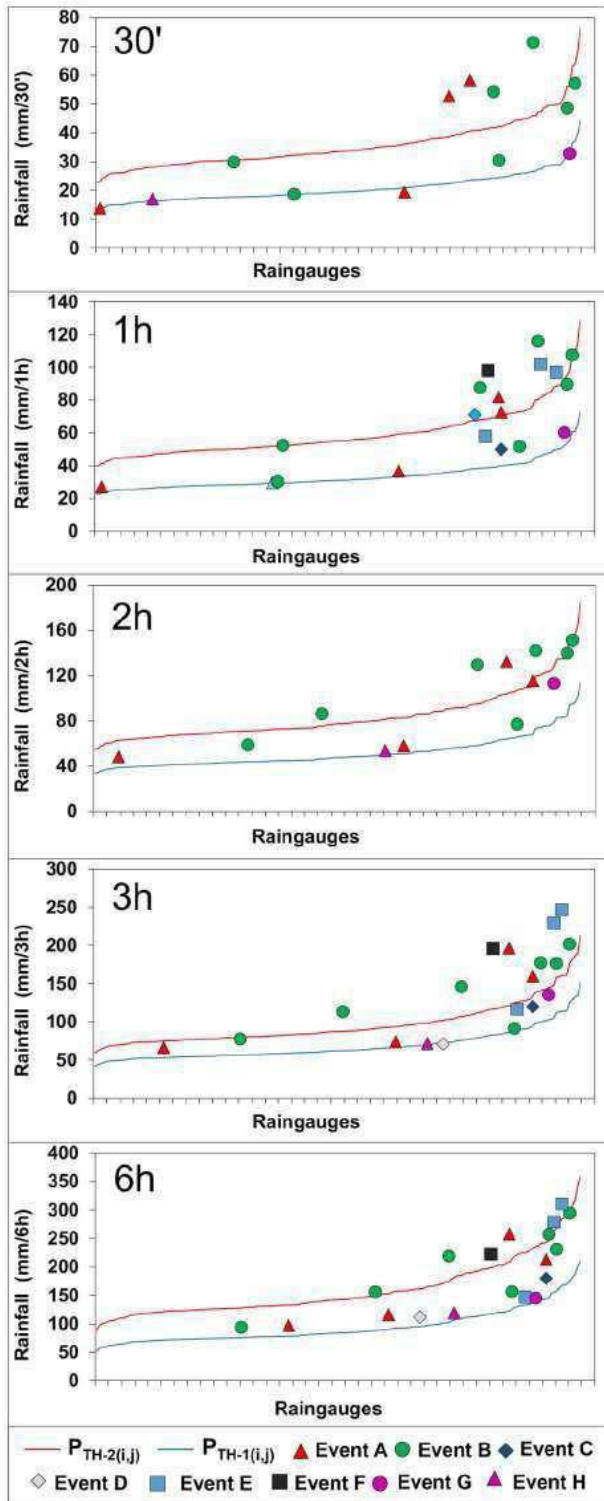 30'
Rainfall (mm/30')
80
70
60
50
40
30
20
10
0
Raingauges
1h
Rainfall (mm/1h)
140
120
100
80
60
40
20
0
Raingauges
2h
Rainfall (mm/2h)
200
160
120
80
40
0
Raingauges
3h
Rainfall (mm/3h)
300
250
200
150
100
50
0
Raingauges
6h
Rainfall (mm/6h)
400
350
300
250
200
150
100
50
0
Raingauges
P TH-2(i,j) P TH-1(i,j) Event A Event B Event C
Event D Event E Event F Event G Event H